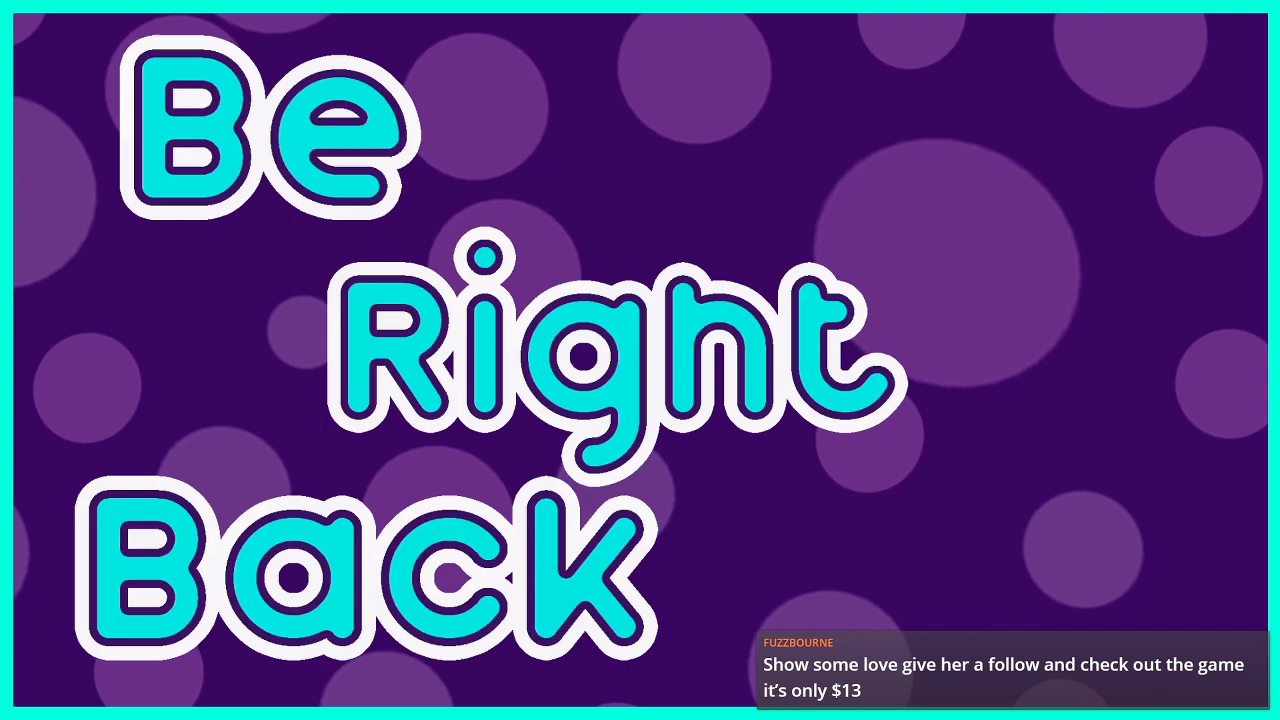 Be
Right
Back
FUZZBOURNE
Show some love give her a follow and check out the game
it’s only $13